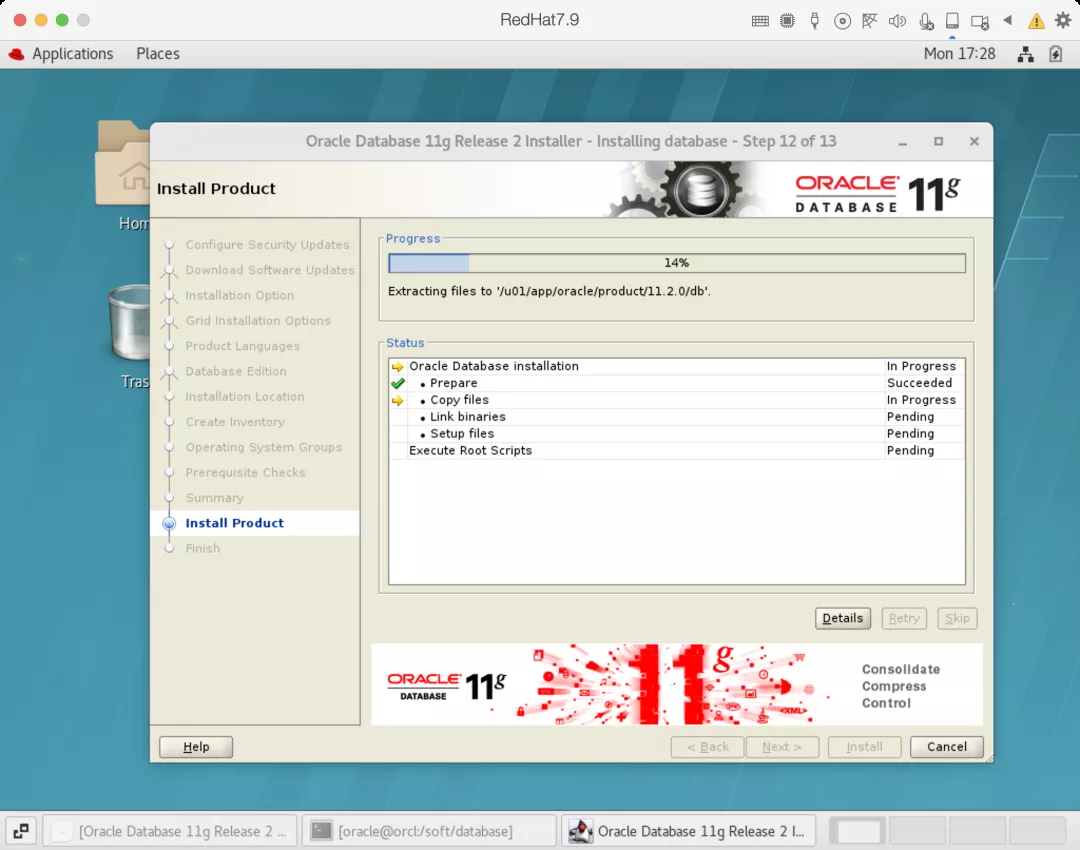 RedHat7.9
Applications Places
Mon 17:28
Oracle Database 11g Release 2 Installer - Installing database - Step 12 of 13
Install Product
ORACLE
DATABASE 11g
Hom
Tras
Configure Security Updates
Download Software Updates
Installation Option
Grid Installation Options
Product Languages
Database Edition
Installation Location
Create Inventory
Operating System Groups
Prerequisite Checks
Summary
Install Product
Finish
Progress
14%
Extracting files to '/u01/app/oracle/product/11.2.0/db'.
Status
Oracle Database installation In Progress
• Prepare Succeeded
• Copy files In Progress
• Link binaries Pending
• Setup files Pending
Execute Root Scripts Pending
Details Retry Skip
ORACLE
DATABASE 11g
11g
<XML>
Consolidate
Compress
Control
Help < Back Next > Install Cancel
[Oracle Database 11g Release 2 ... [oracle@orcl:/soft/database] Oracle Database 11g Release 2 I...